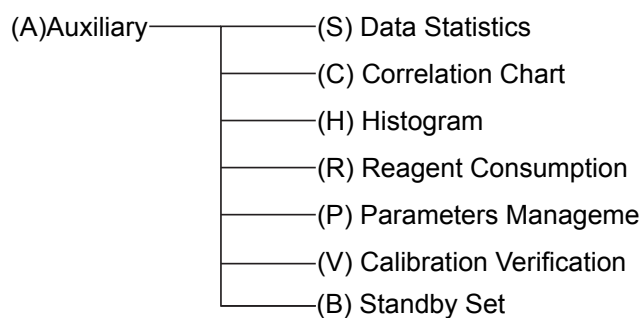 (A)Auxiliary
(S) Data Statistics
(C) Correlation Chart
(H) Histogram
(R) Reagent Consumption
(P) Parameters Manageme
(V) Calibration Verification
(B) Standby Set